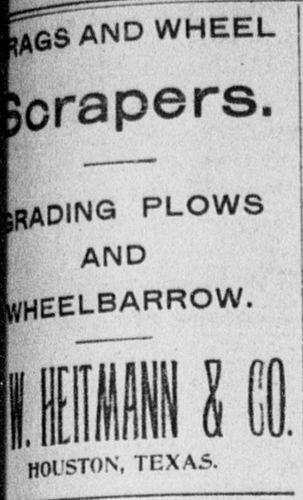 RAGS AND WHEEL
Scrapers.
GRADING PLOWS
AND
WHEELBARROW.
W. HEITMANN & CO.
HOUSTON, TEXAS.